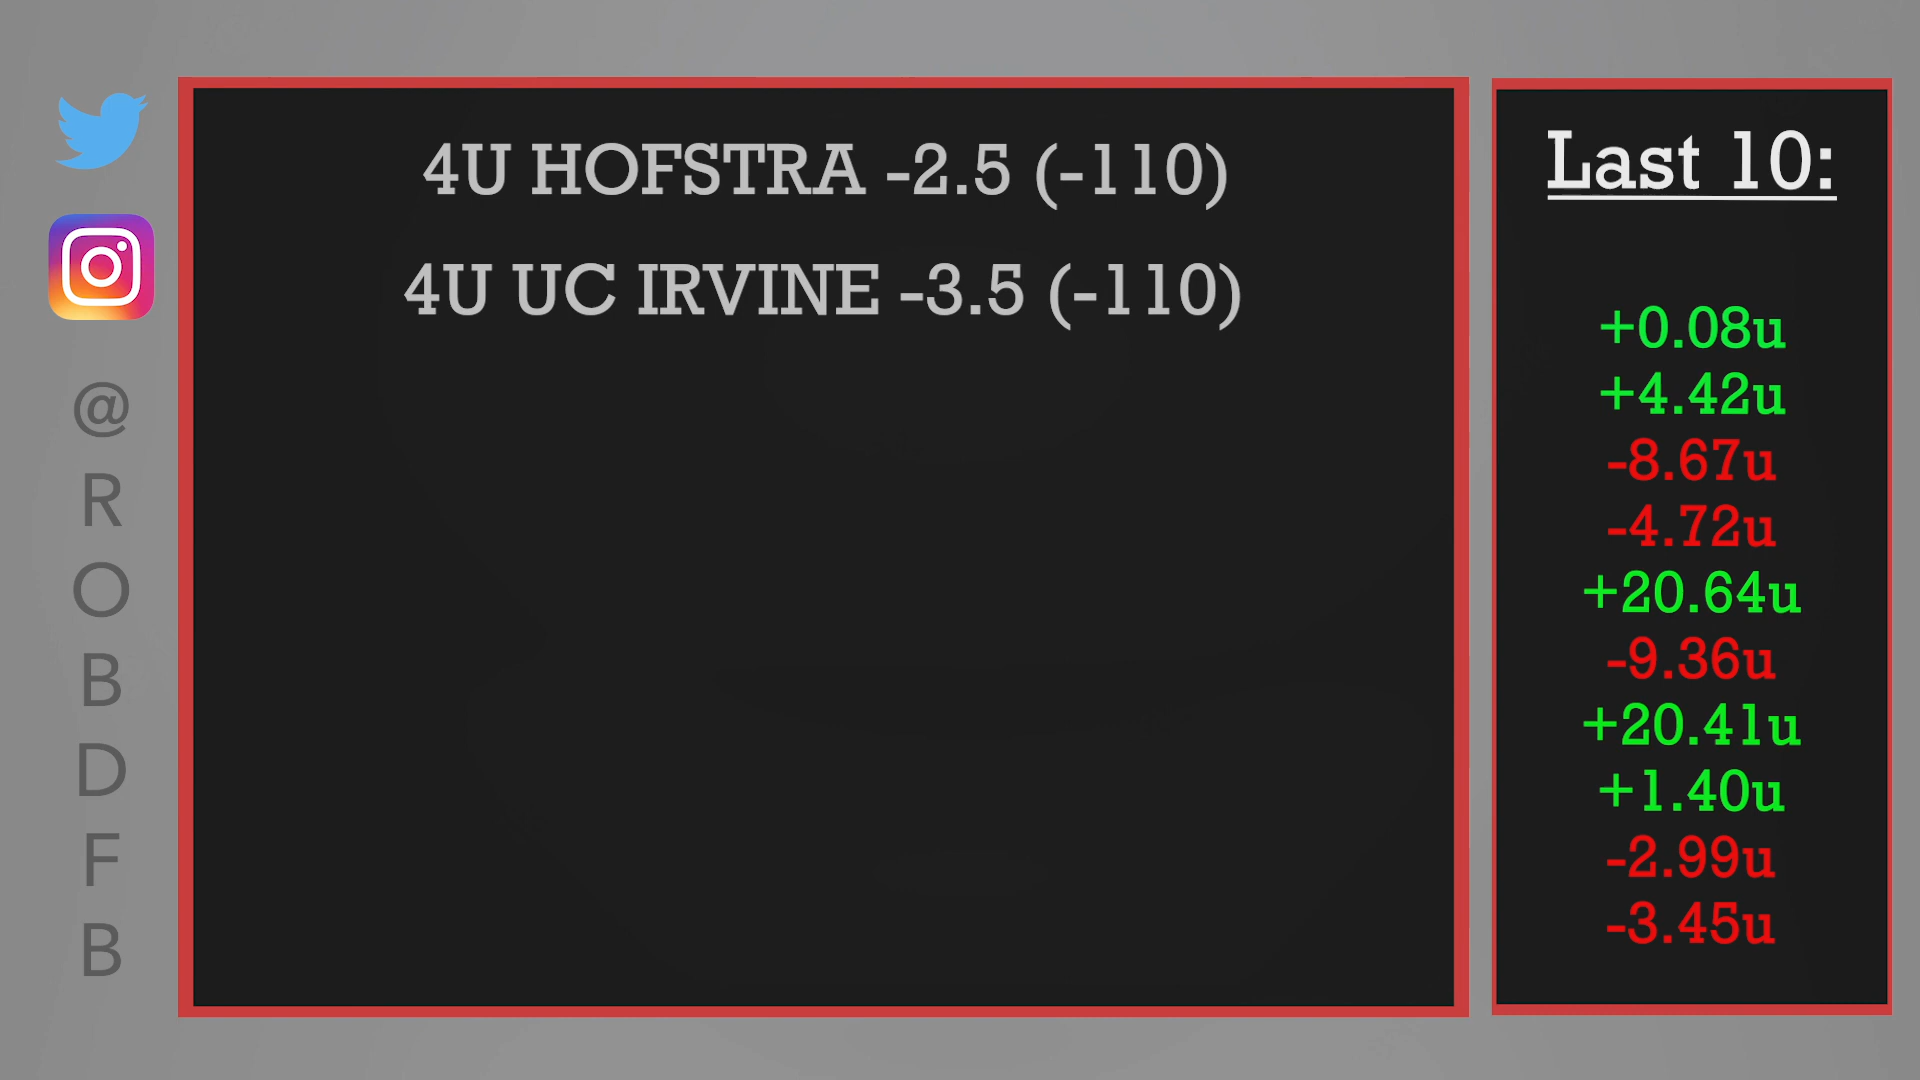 @
R
O
B
D
F
B
4U HOFSTRA -2.5 (-110)
4U UC IRVINE -3.5 (-110)
Last 10:
+0.08u
+4.42u
-8.67u
-4.72u
+20.64u
-9.36u
+20.41u
+1.40u
-2.99u
-3.45u